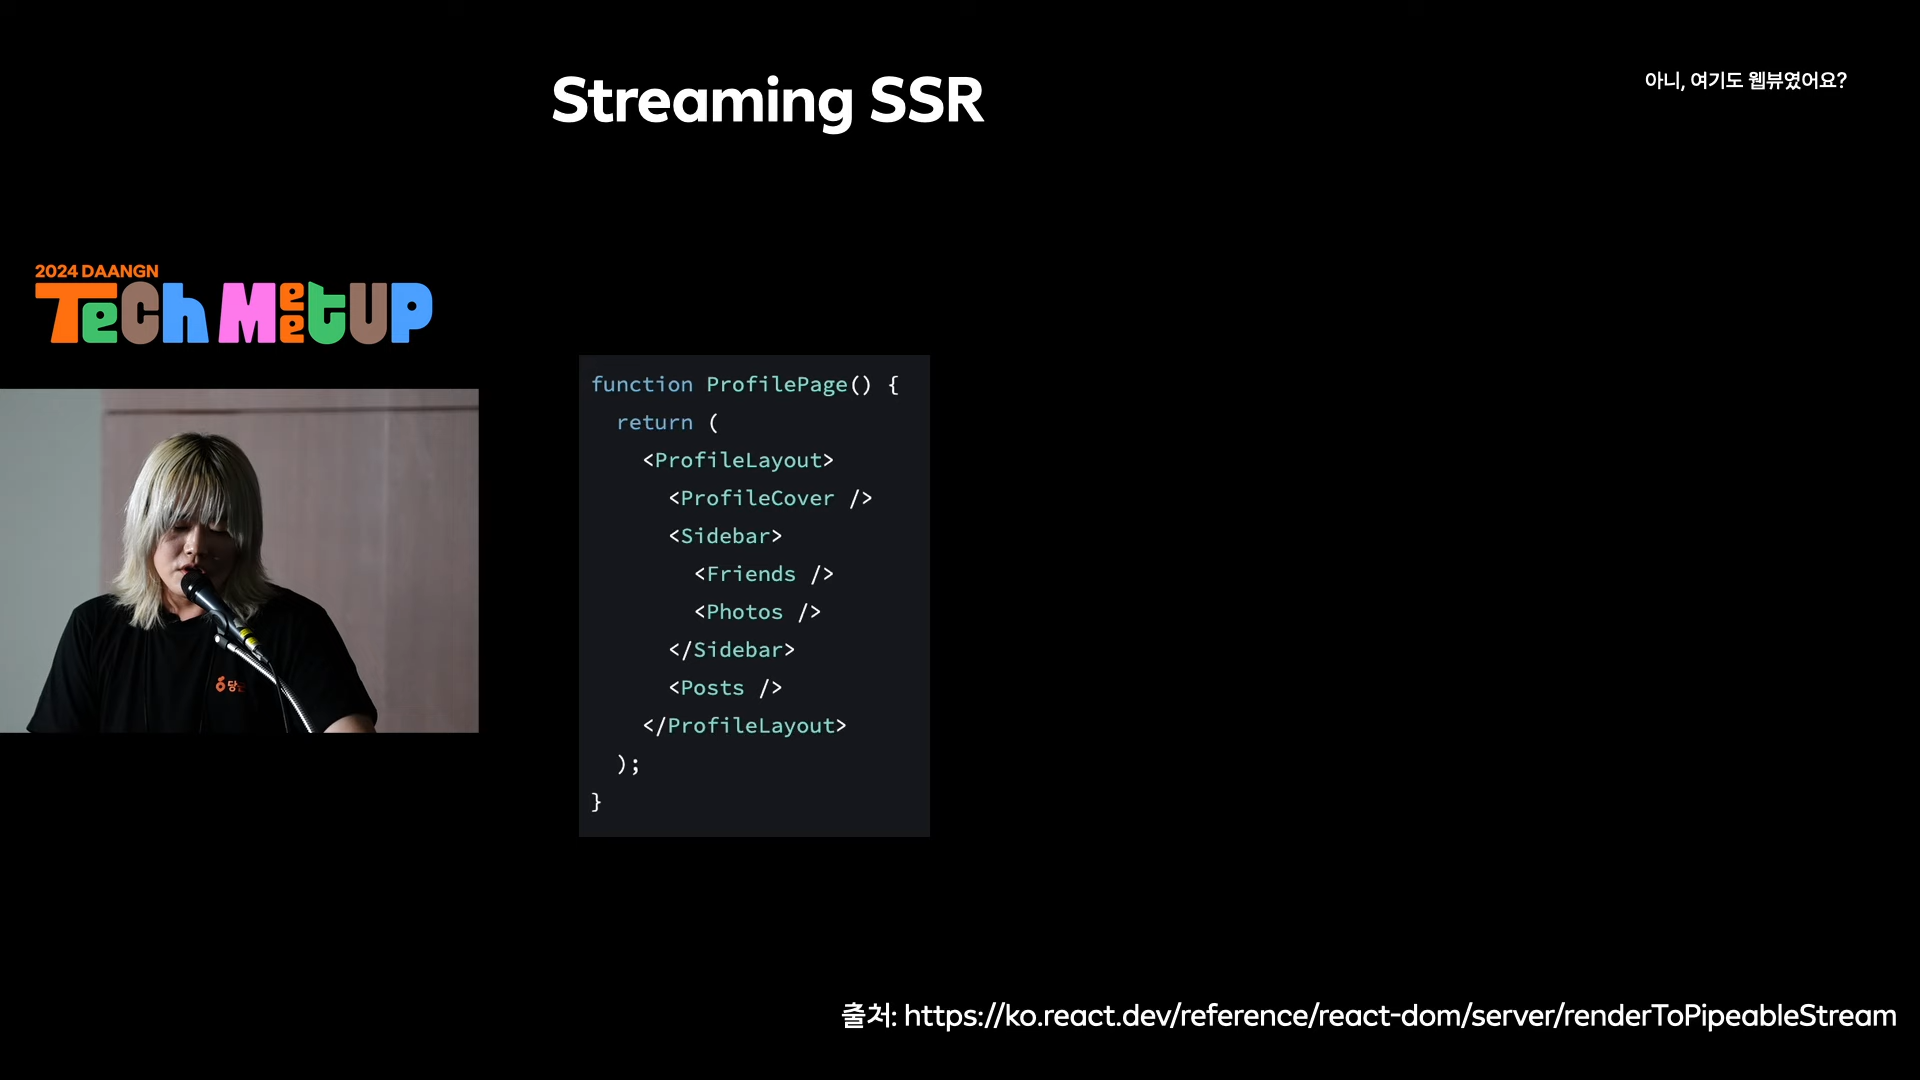 Streaming SSR
아니, 여기도 웹뷰였어요?
2024 DAANGN
TeCh MeetUP
function ProfilePage() {
  return (
    <ProfileLayout>
      <ProfileCover />
      <Sidebar>
        <Friends />
        <Photos />
      </Sidebar>
      <Posts />
    </ProfileLayout>
  );
}
당근
출처: https://ko.react.dev/reference/react-dom/server/renderToPipeableStream